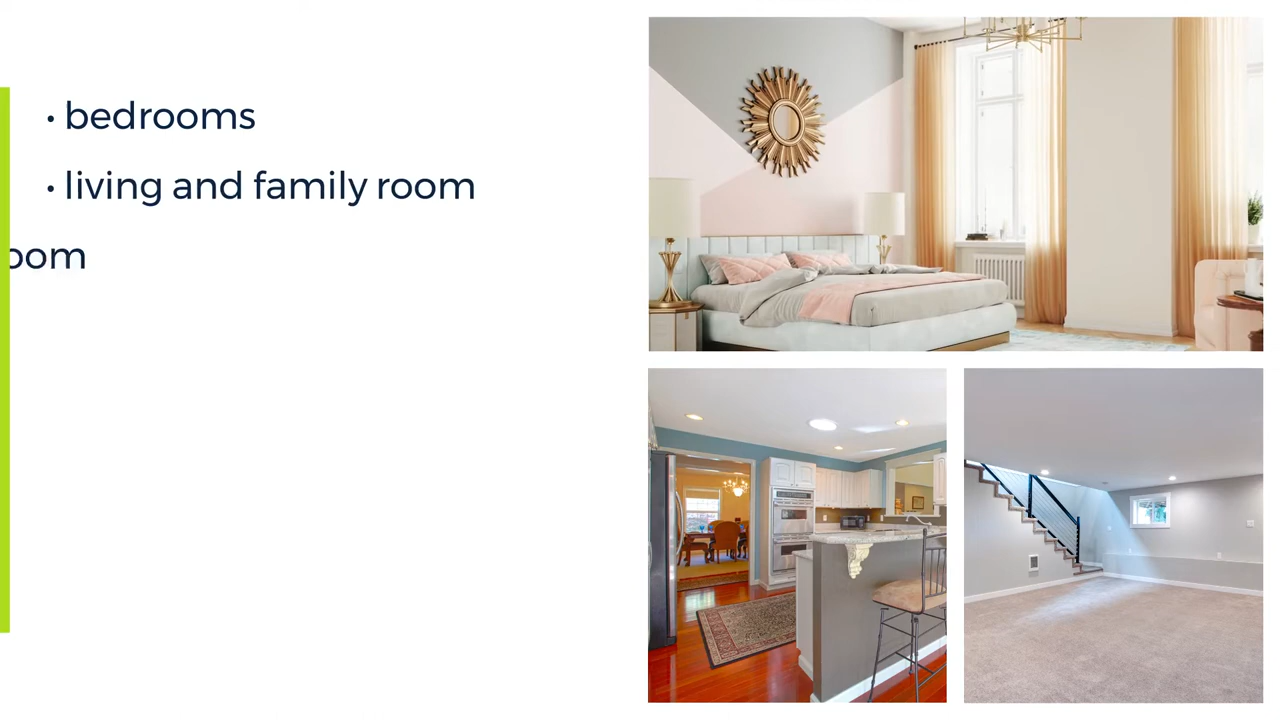 • bedrooms
• living and family room
oom